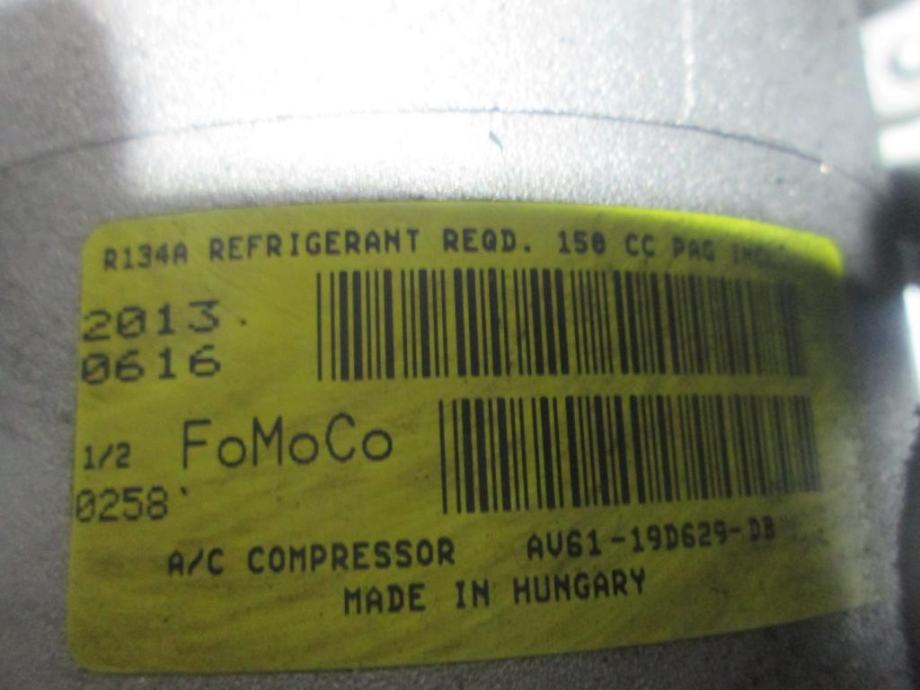 R134A REFRIGERANT REQD. 150 CC PAG
2013
0616
1/2 FoMoCo
0258
A/C COMPRESSOR AV61-19D629-DB
MADE IN HUNGARY